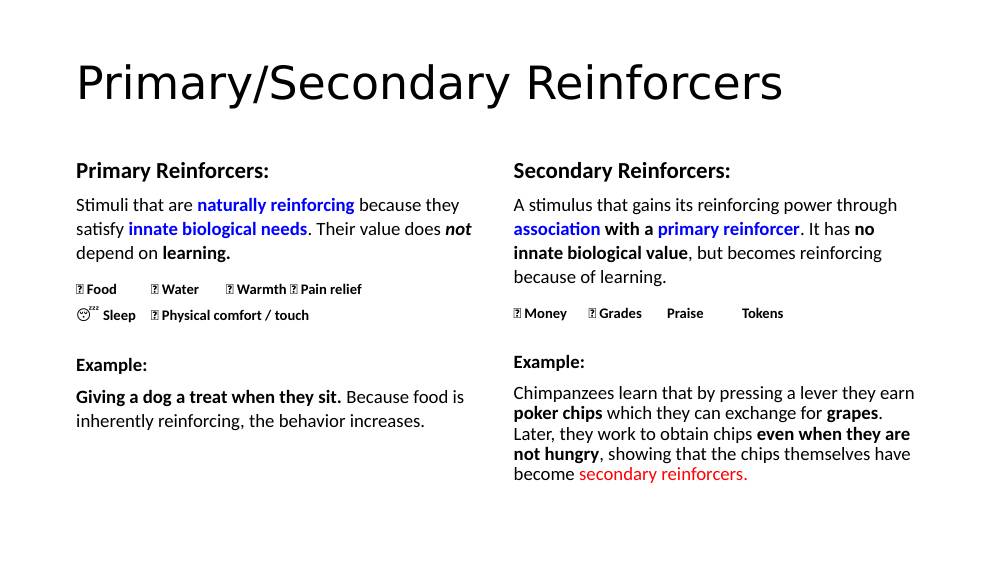 Primary/Secondary Reinforcers
Primary Reinforcers:
Stimuli that are naturally reinforcing because they
satisfy innate biological needs. Their value does not
depend on learning.
Food Water Warmth Pain relief
😴 Sleep Physical comfort / touch
Example:
Giving a dog a treat when they sit. Because food is
inherently reinforcing, the behavior increases.
Secondary Reinforcers:
A stimulus that gains its reinforcing power through
association with a primary reinforcer. It has no
innate biological value, but becomes reinforcing
because of learning.
Money Grades Praise Tokens
Example:
Chimpanzees learn that by pressing a lever they earn
poker chips which they can exchange for grapes.
Later, they work to obtain chips even when they are
not hungry, showing that the chips themselves have
become secondary reinforcers.